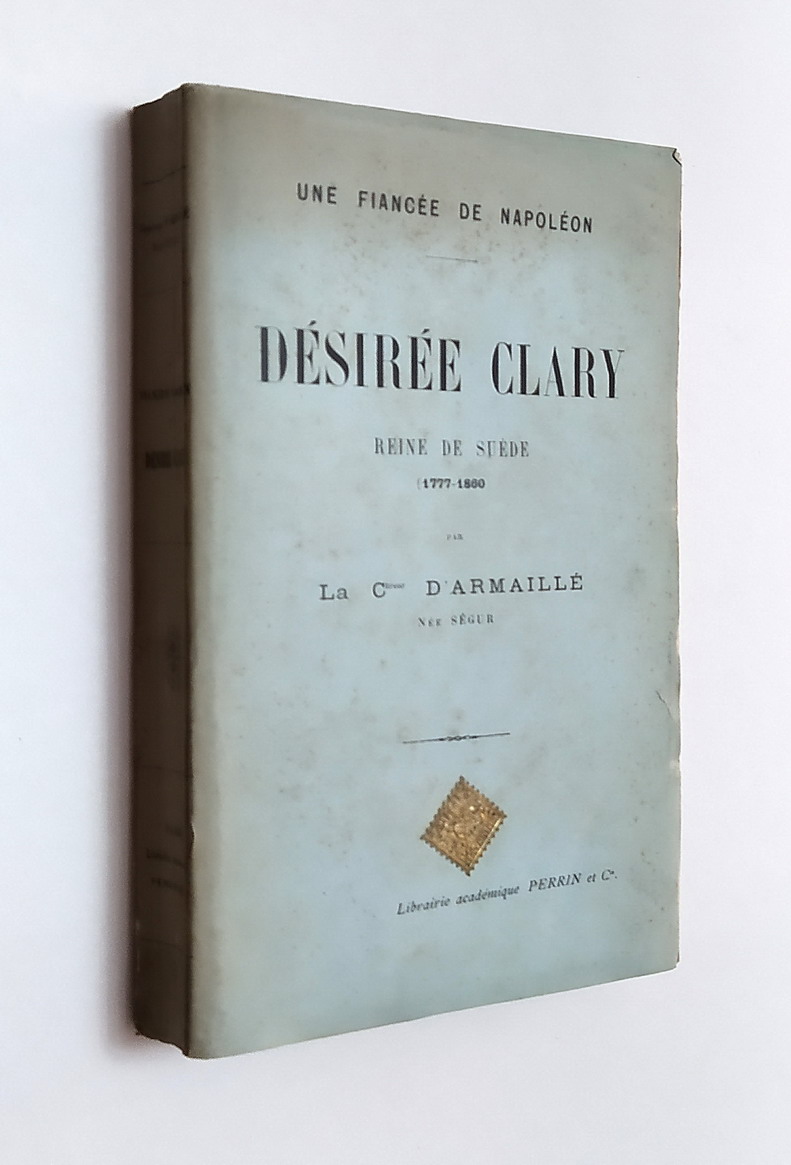 UNE FIANCÉE DE NAPOLÉON
DÉSIRÉE CLARY
REINE DE SUÈDE
(1777-1860
PAR
La Ctesse D'ARMAILLÉ
NÉE SÉGUR
Librairie académique PERRIN et Cie.